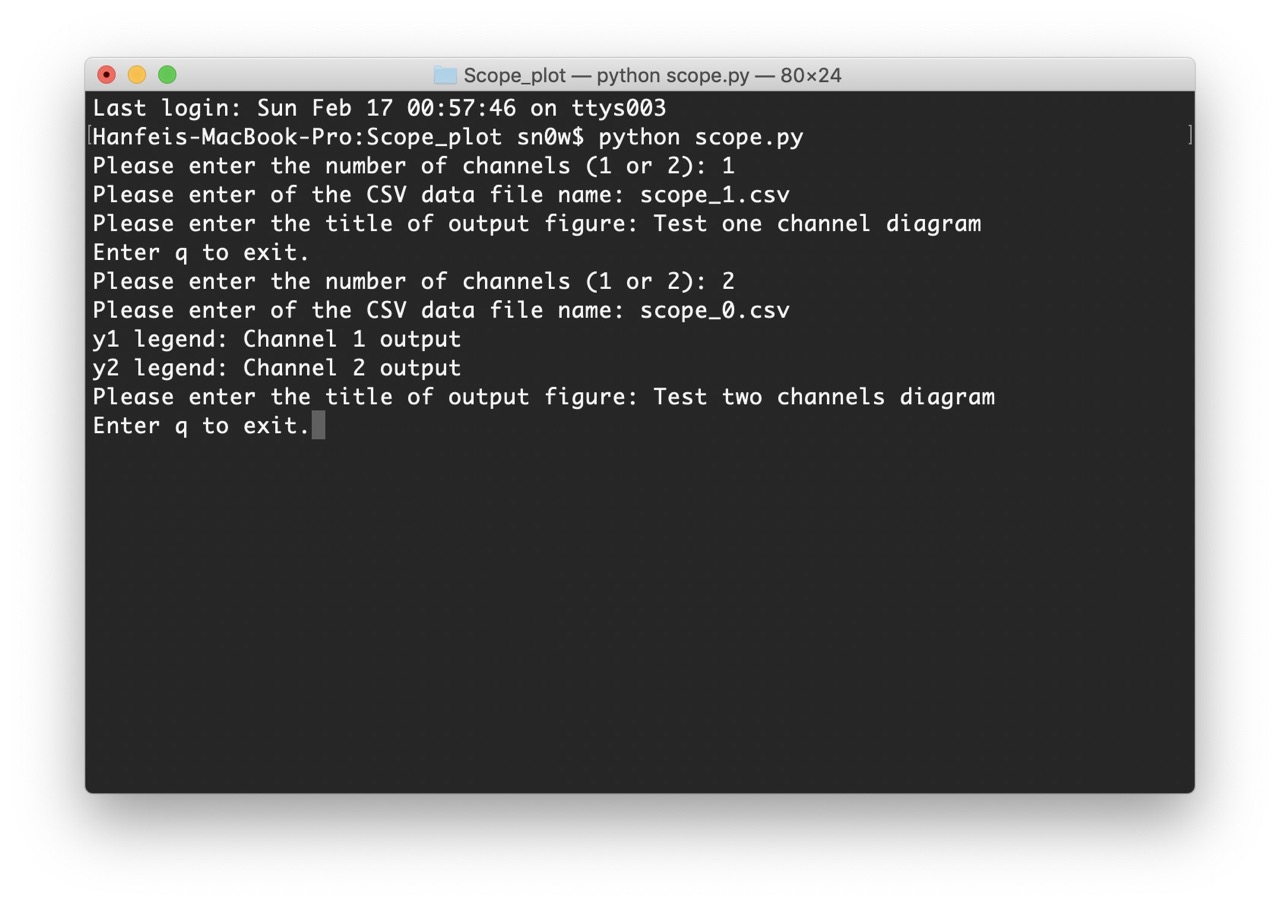 Scope_plot — python scope.py — 80×24
Last login: Sun Feb 17 00:57:46 on ttys003
[Hanfeis-MacBook-Pro:Scope_plot sn0w$ python scope.py ]
Please enter the number of channels (1 or 2): 1
Please enter of the CSV data file name: scope_1.csv
Please enter the title of output figure: Test one channel diagram
Enter q to exit.
Please enter the number of channels (1 or 2): 2
Please enter of the CSV data file name: scope_0.csv
y1 legend: Channel 1 output
y2 legend: Channel 2 output
Please enter the title of output figure: Test two channels diagram
Enter q to exit.